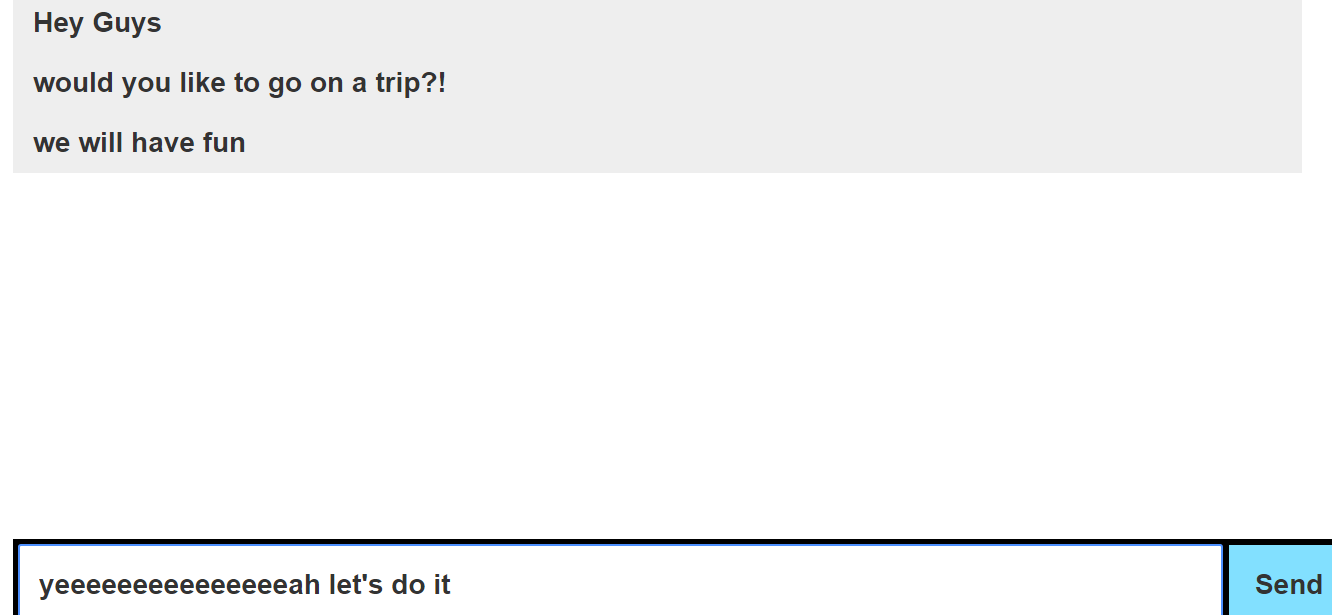 Hey Guys
would you like to go on a trip?!
we will have fun
yeeeeeeeeeeeeeeeah let's do it
Send